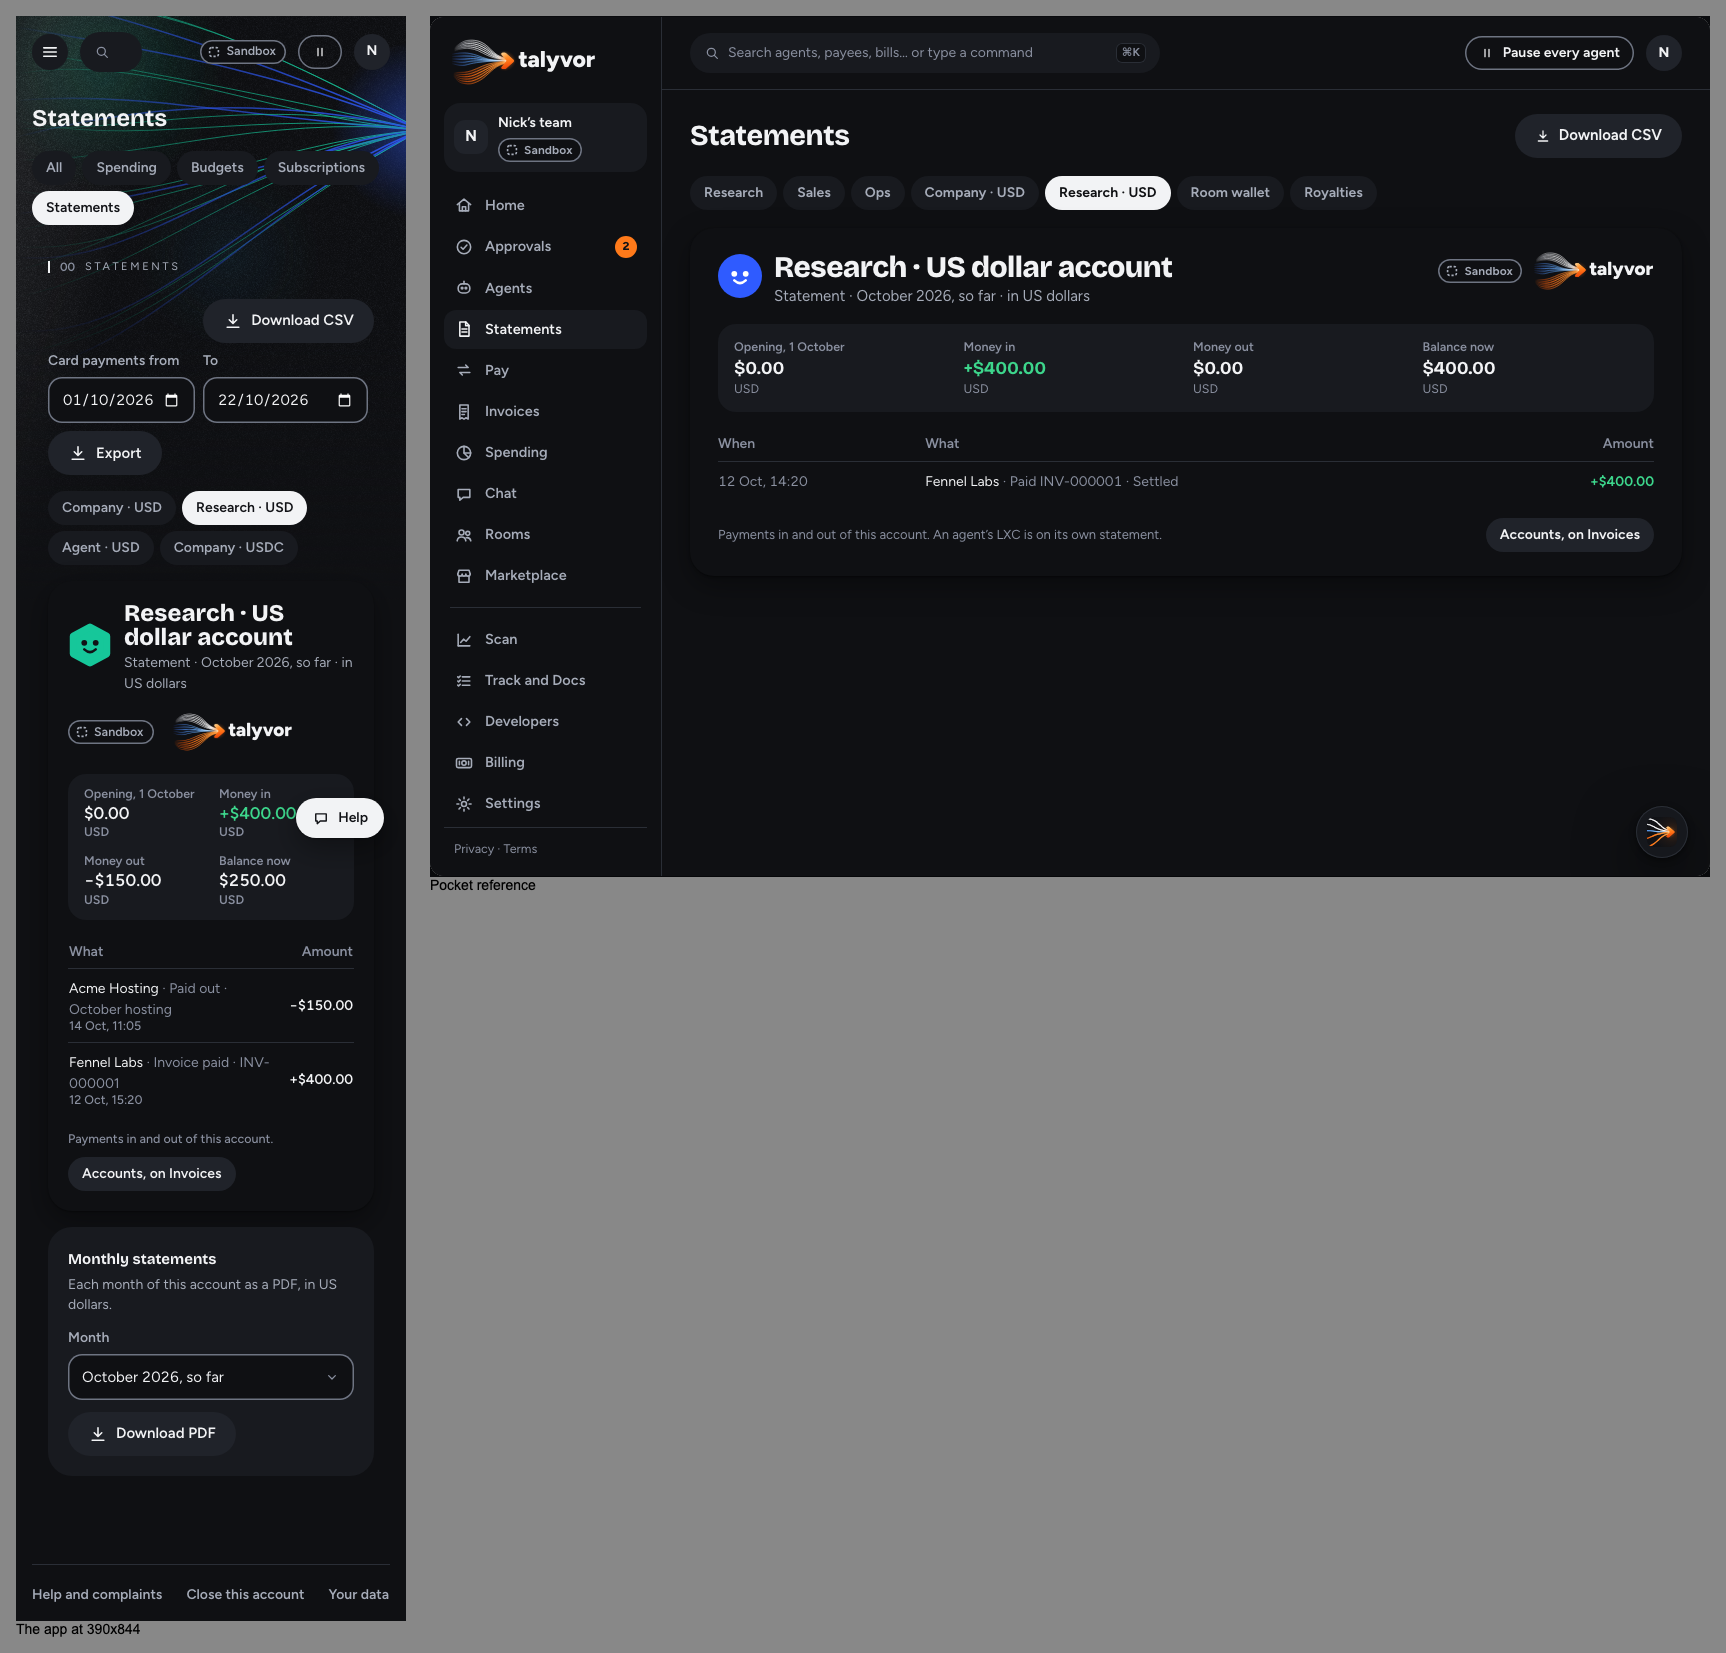 Sandbox
N
Statements
All Spending Budgets Subscriptions
Statements
00 STATEMENTS
Download CSV
Card payments from To
01/10/2026 22/10/2026
Export
Company · USD Research · USD
Agent · USD Company · USDC
Research · US
dollar account
Statement · October 2026, so far · in
US dollars
Sandbox talyvor
Opening, 1 October Money in
$0.00 +$400.00
USD USD
Help
Money out Balance now
−$150.00 $250.00
USD USD
What Amount
Acme Hosting · Paid out ·
October hosting
14 Oct, 11:05
−$150.00
Fennel Labs · Invoice paid · INV-
000001
12 Oct, 15:20
+$400.00
Payments in and out of this account.
Accounts, on Invoices
Monthly statements
Each month of this account as a PDF, in US
dollars.
Month
October 2026, so far
Download PDF
Help and complaints Close this account Your data
The app at 390x844
talyvor
N
Nick’s team
Sandbox
Home
Approvals 2
Agents
Statements
Pay
Invoices
Spending
Chat
Rooms
Marketplace
Scan
Track and Docs
Developers
Billing
Settings
Privacy · Terms
Search agents, payees, bills... or type a command ⌘K
Pause every agent N
Statements
Download CSV
Research Sales Ops Company · USD Research · USD Room wallet Royalties
Research · US dollar account
Statement · October 2026, so far · in US dollars
Sandbox talyvor
Opening, 1 October Money in Money out Balance now
$0.00 +$400.00 $0.00 $400.00
USD USD USD USD
When What Amount
12 Oct, 14:20 Fennel Labs · Paid INV-000001 · Settled +$400.00
Payments in and out of this account. An agent’s LXC is on its own statement.
Accounts, on Invoices
Pocket reference